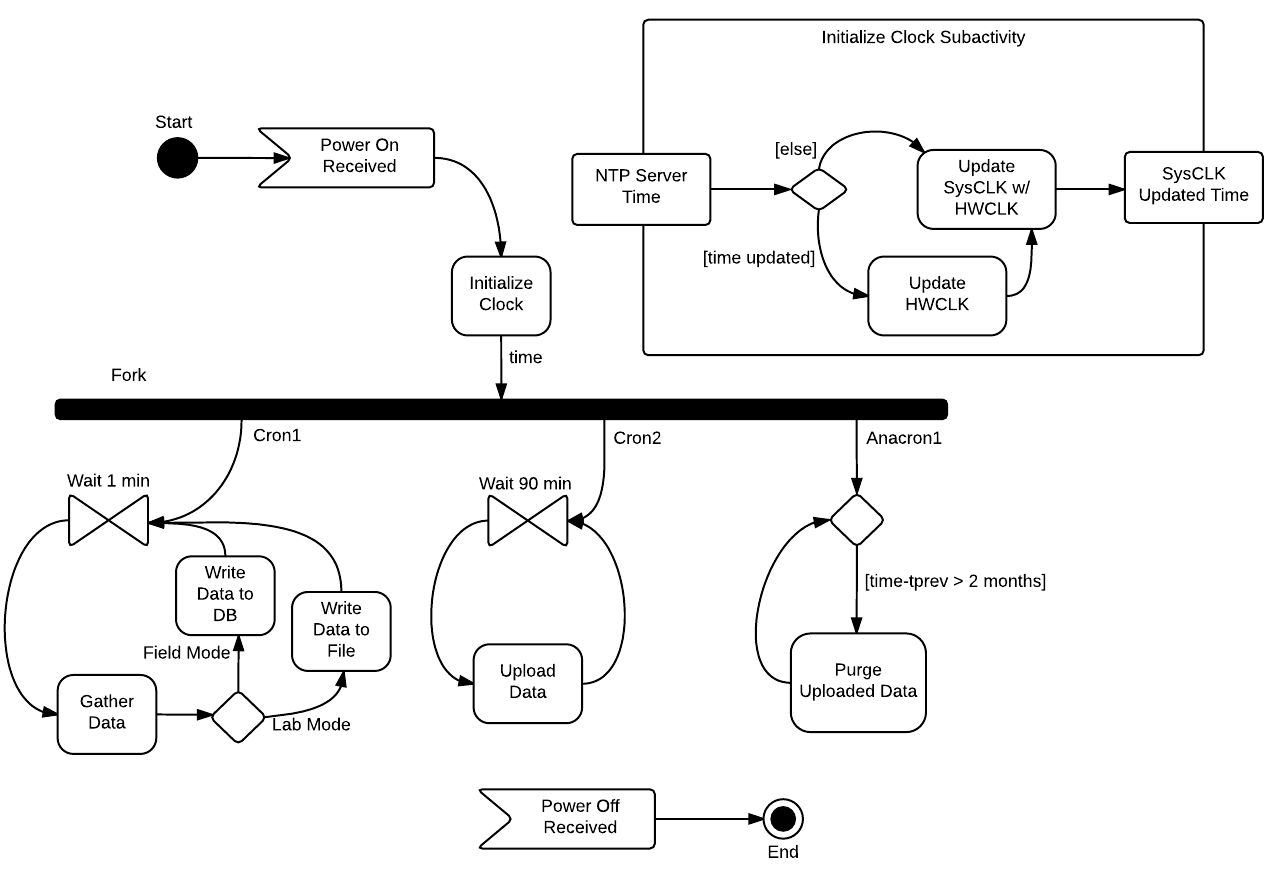 Initialize Clock Subactivity
Start
Power On
Received
[else]
NTP Server
Time
Update
SysCLK w/
HWCLK
SysCLK
Updated Time
[time updated]
Update
HWCLK
Initialize
Clock
time
Fork
Cron1
Cron2
Anacron1
Wait 1 min
Wait 90 min
Write
Data to
DB
Write
Data to
File
[time-tprev > 2 months]
Field Mode
Gather
Data
Lab Mode
Upload
Data
Purge
Uploaded Data
Power Off
Received
End